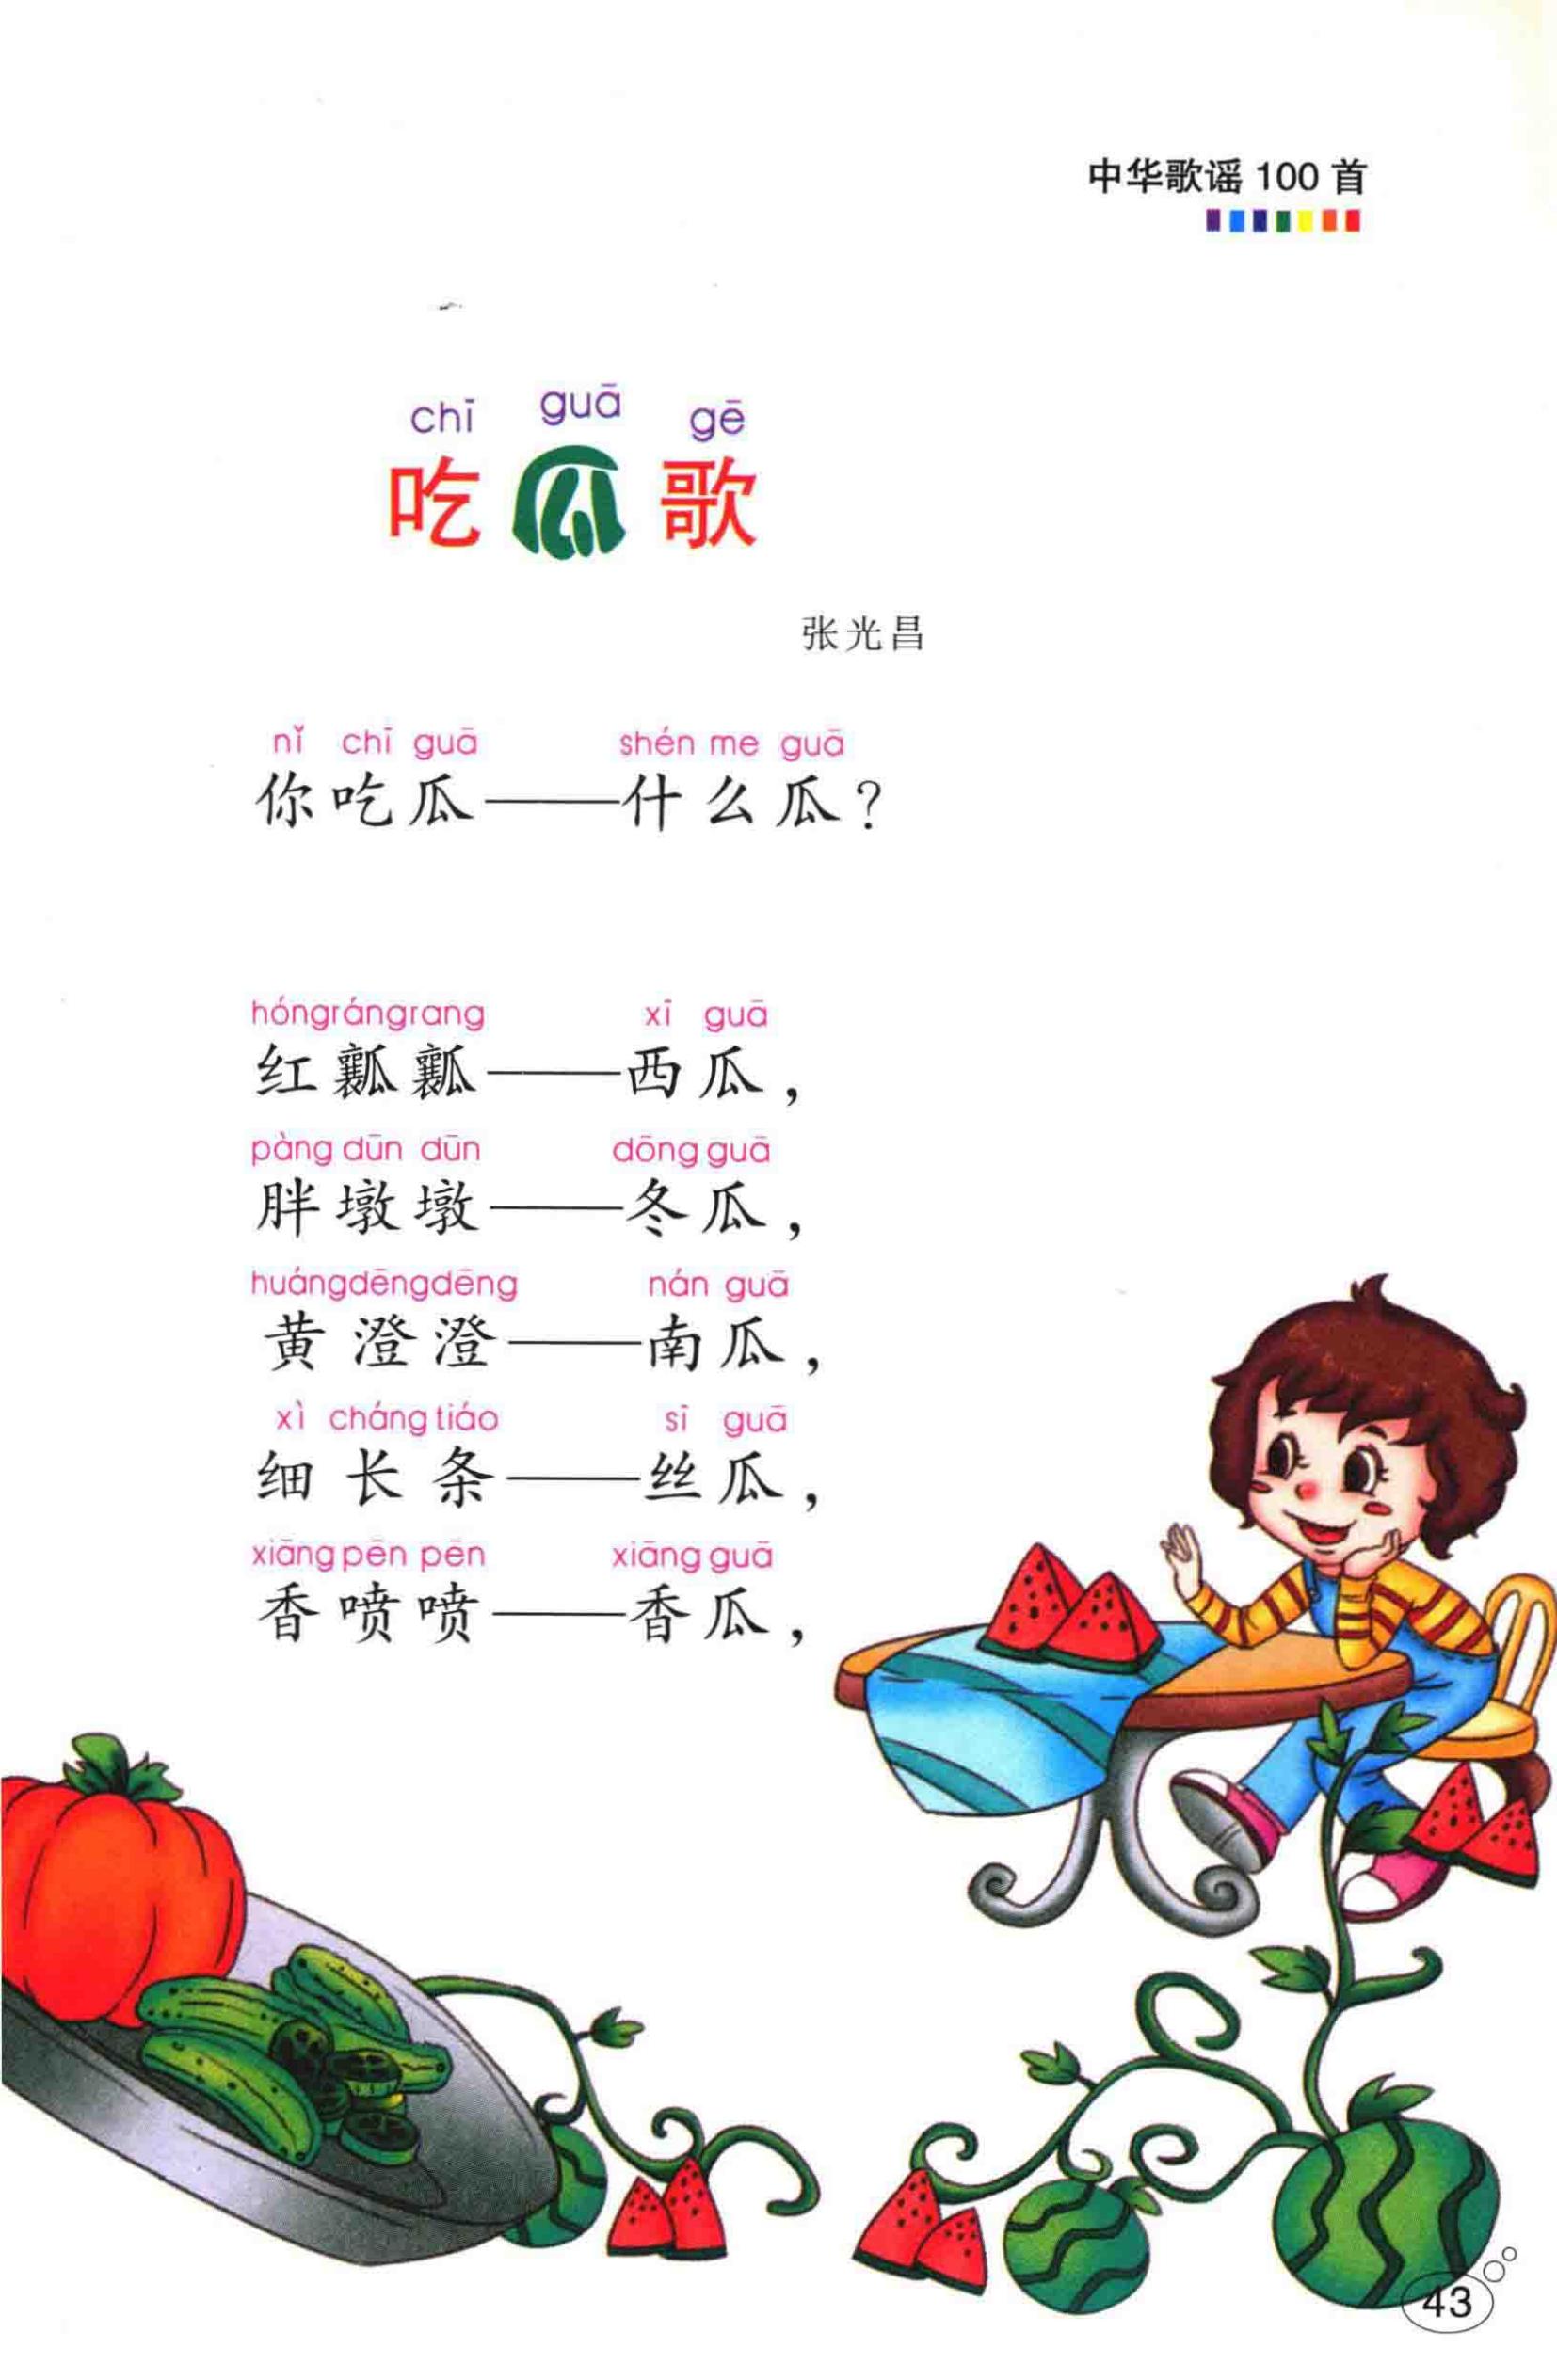 中华歌谣 100 首
chī guā gē
吃瓜歌
张光昌
nǐ chī guā shén me guā
你吃瓜——什么瓜?
hóngrángrang xī guā
红瓤瓤——西瓜,
pàng dūn dūn dōng guā
胖墩墩——冬瓜,
huángdēngdēng nán guā
黄澄澄——南瓜,
xì cháng tiáo sī guā
细长条——丝瓜,
xiāng pēn pēn xiāng guā
香喷喷——香瓜,
43